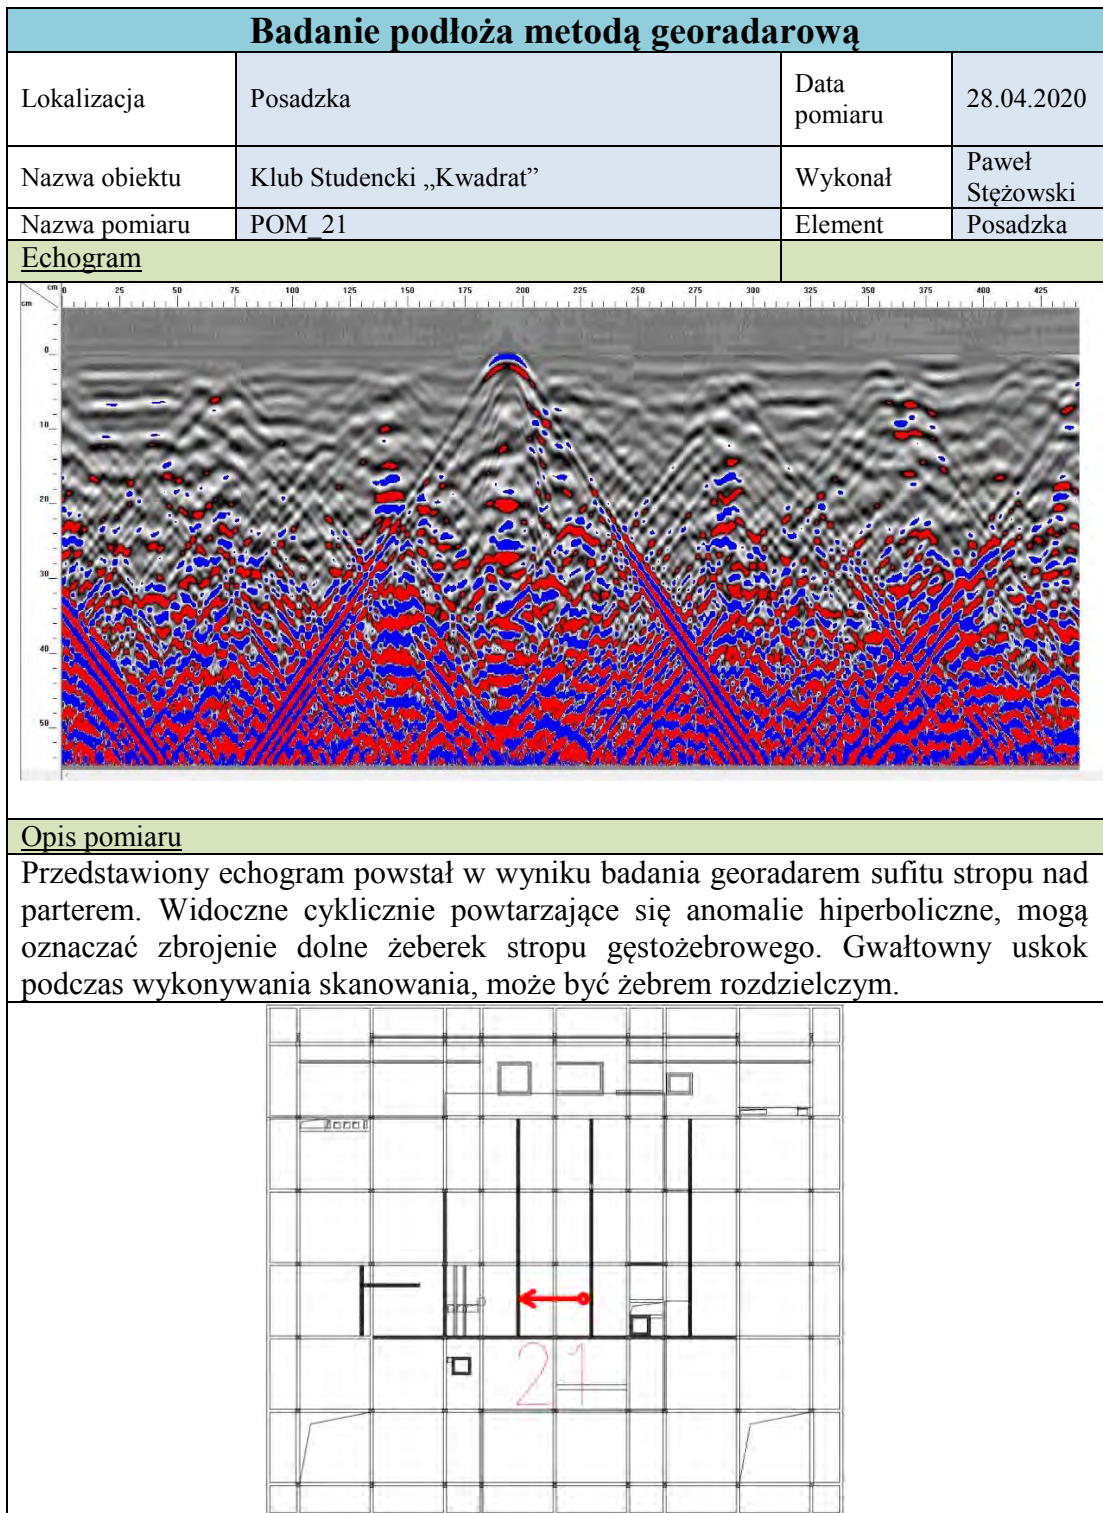 Badanie podłoża metodą georadarową
Lokalizacja
Posadzka
Data
pomiaru
28.04.2020
Nazwa obiektu
Klub Studencki „Kwadrat”
Wykonał
Paweł
Stężowski
Nazwa pomiaru
POM_21
Element
Posadzka
Echogram
cm 0 25 50 75 100 125 150 175 200 225 250 275 300 325 350 375 400 425
cm
0
10
20
30
40
50
Opis pomiaru
Przedstawiony echogram powstał w wyniku badania georadarem sufitu stropu nad
parterem. Widoczne cyklicznie powtarzające się anomalie hiperboliczne, mogą
oznaczać zbrojenie dolne żeberek stropu gęstożebrowego. Gwałtowny uskok
podczas wykonywania skanowania, może być żebrem rozdzielczym.
21